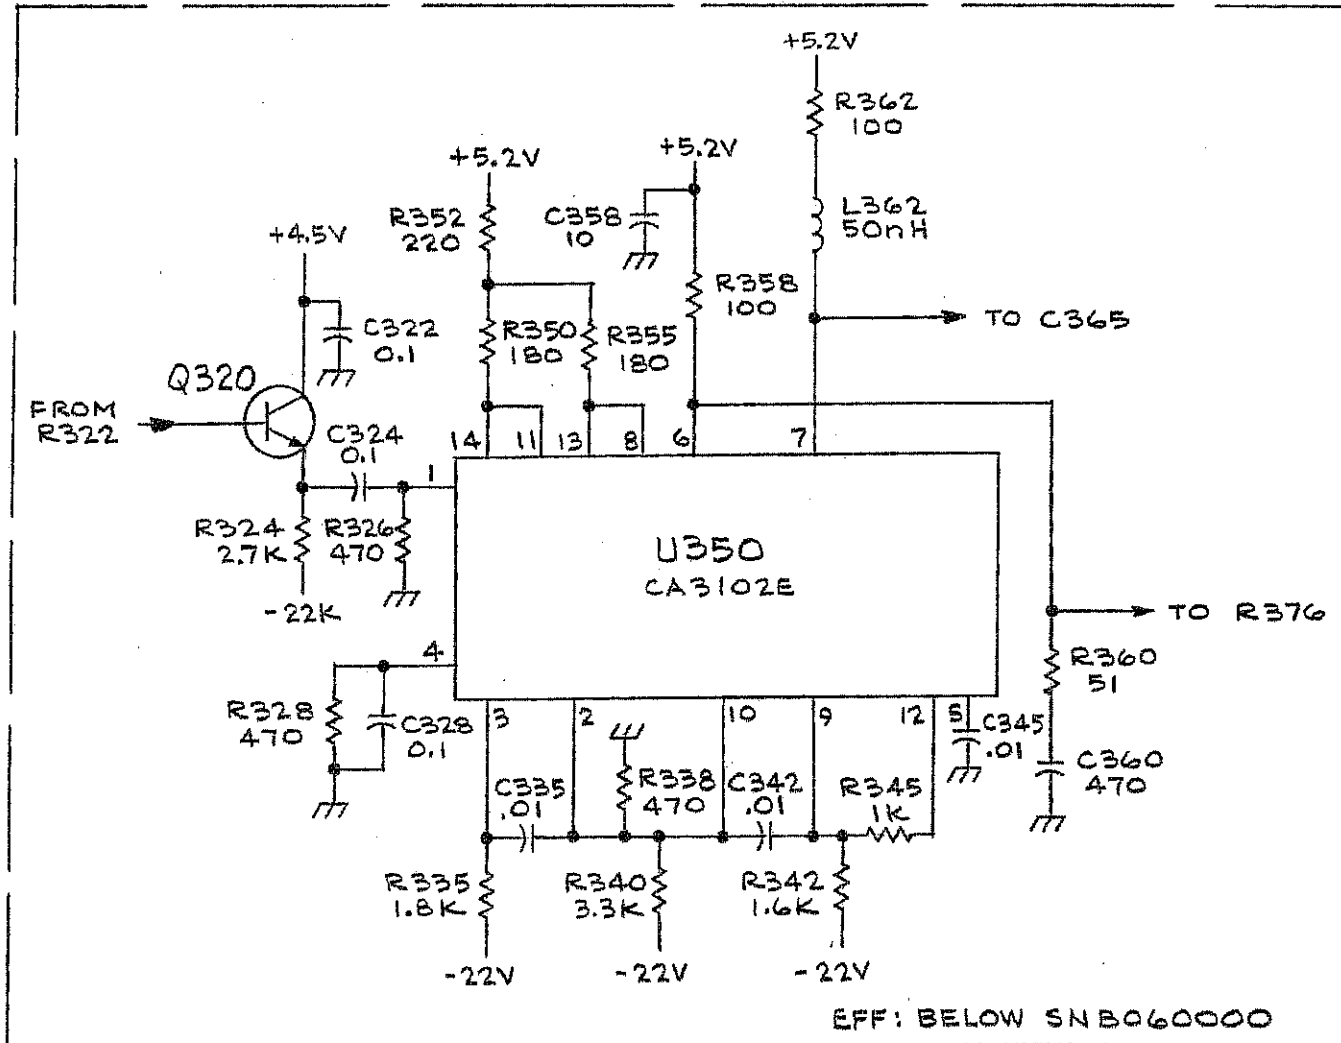 +5.2V
R362
100
+5.2V
+5.2V
R352
220
C358
10
L362
50nH
+4.5V
R358
100
TO C365
C322
0.1
R350
180
R355
180
Q320
FROM
R322
C324
0.1
14
11
13
8
6
7
1
R324
2.7K
R326
470
U350
CA3102E
-22K
TO R376
4
R360
51
R328
470
C328
0.1
3
2
10
9
12
5
C345
.01
C335
.01
R338
470
C342
.01
R345
1K
C360
470
R335
1.8K
R340
3.3K
R342
1.6K
-22V
-22V
-22V
EFF: BELOW SNB060000